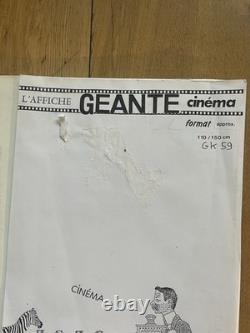 L'AFFICHE GEANTE cinéma
format approx.
110/150 cm
GK 59
CINÉMA